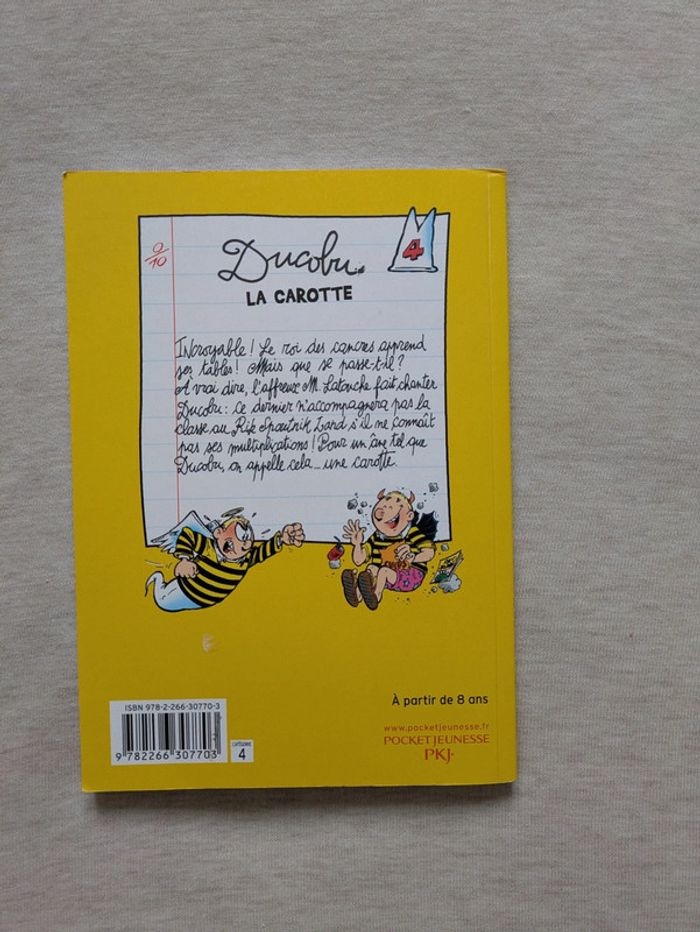 0/10
Ducobu
4
LA CAROTTE
INcroyable! Le roi des cancres apprend
ses tables! Mais que se passe-t-il?
A vrai dire, l'affreux M. Latouche fait chanter
Ducobu: ce dernier n'accompagnera pas la
classe au Rik Spoutnik Land s'il ne connaît
pas ses multiplications! Pour un âne tel que
Ducobu, on appelle cela... une carotte.
CHIPS
ISBN 978-2-266-30770-3
9 782266 307703
CATÉGORIE
4
À partir de 8 ans
www.pocketjeunesse.fr
POCKET JEUNESSE
PKJ·